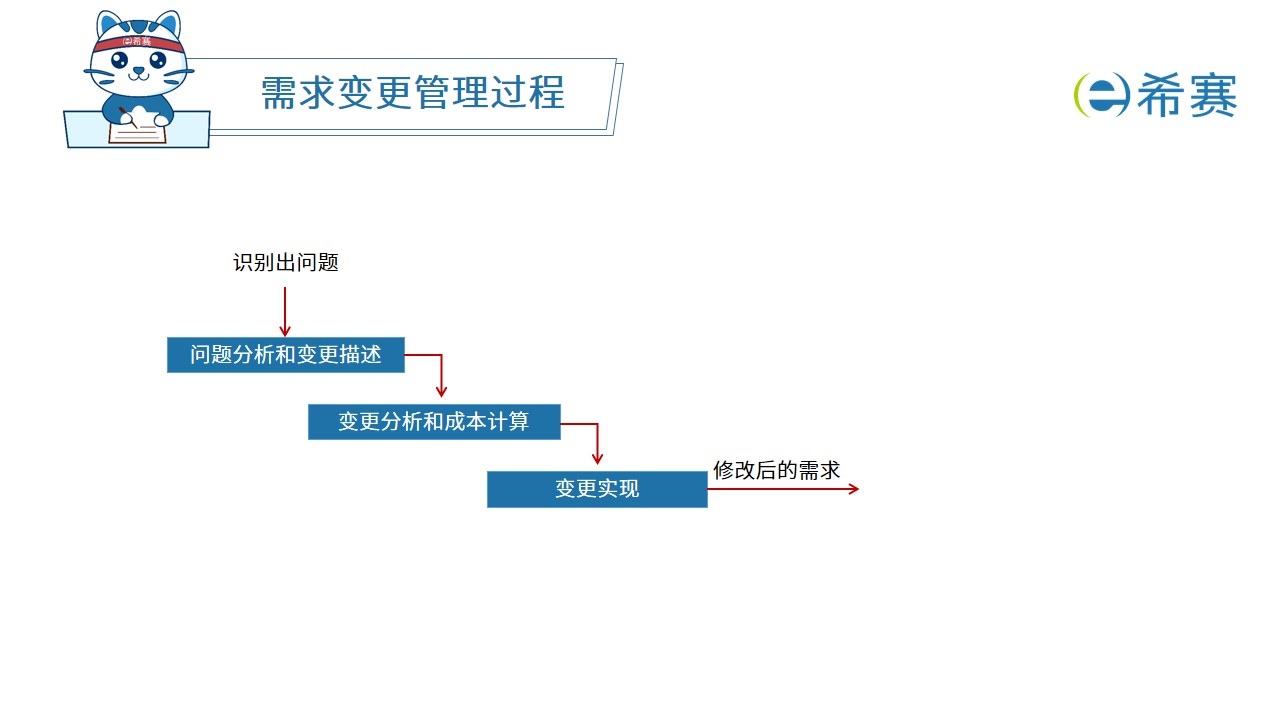 希赛
需求变更管理过程
希赛
识别出问题
问题分析和变更描述
变更分析和成本计算
变更实现
修改后的需求